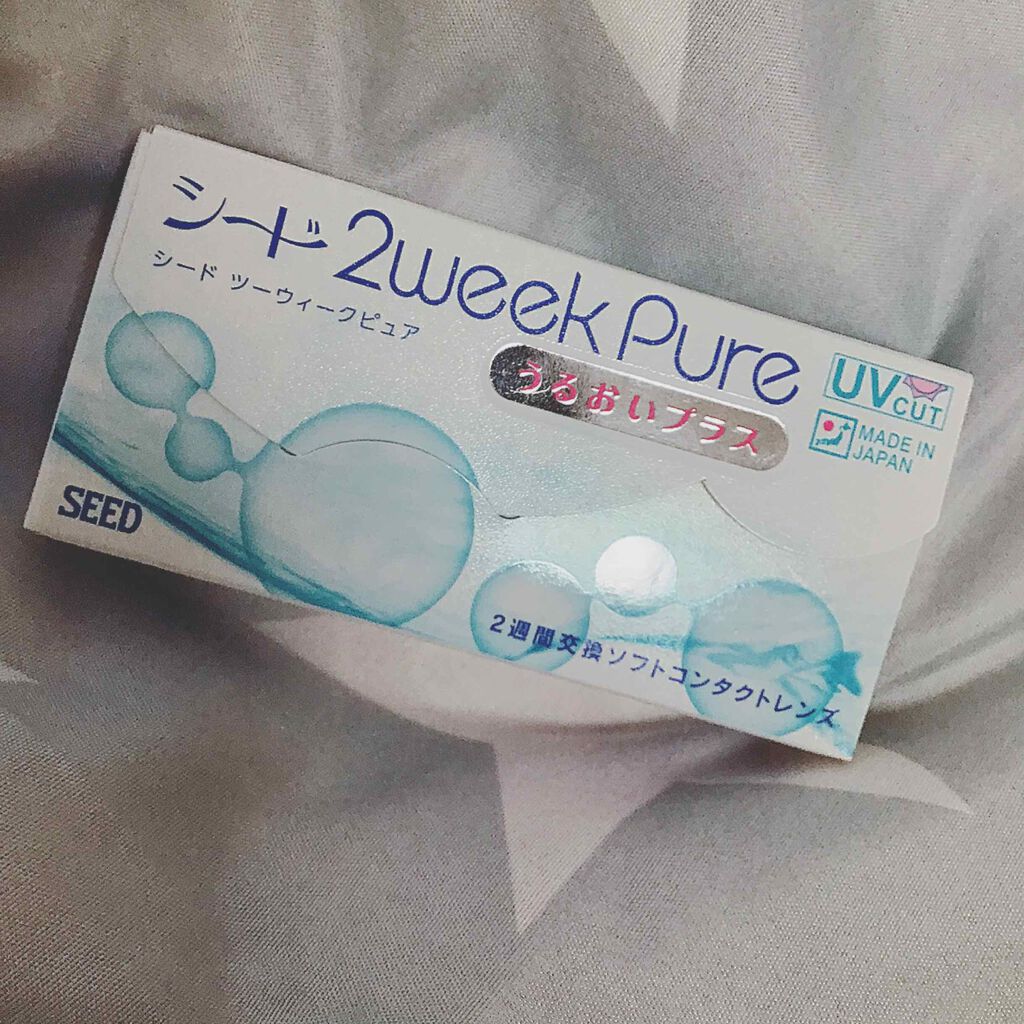 シード 2week Pure
シード ツーウィークピュア
うるおいプラス
UV CUT
MADE IN
JAPAN
SEED
2週間交換ソフトコンタクトレンズ